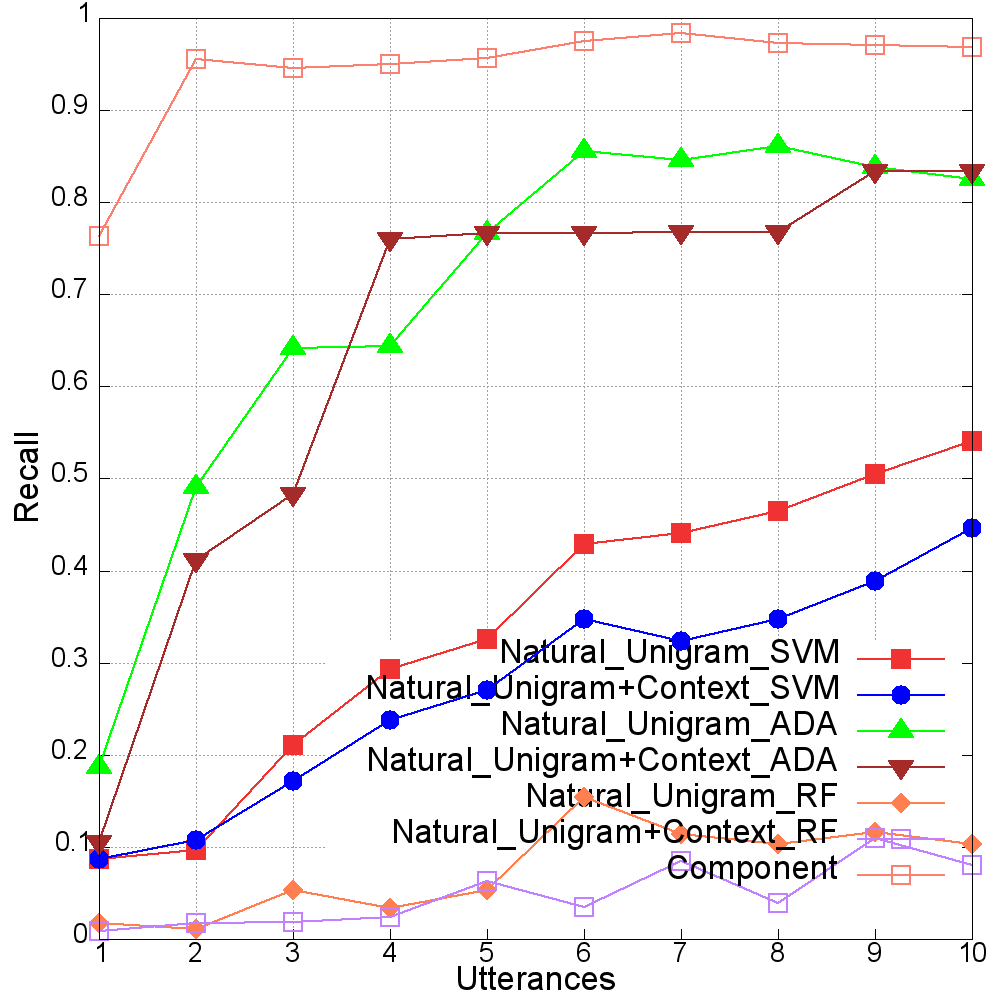 1
0.9
0.8
0.7
0.6
0.5
0.4
0.3
0.2
0.1
0
Recall
Natural_Unigram_SVM
Natural_Unigram+Context_SVM
Natural_Unigram_ADA
Natural_Unigram+Context_ADA
Natural_Unigram_RF
Natural_Unigram+Context_RF
Component
1 2 3 4 5 6 7 8 9 10
Utterances